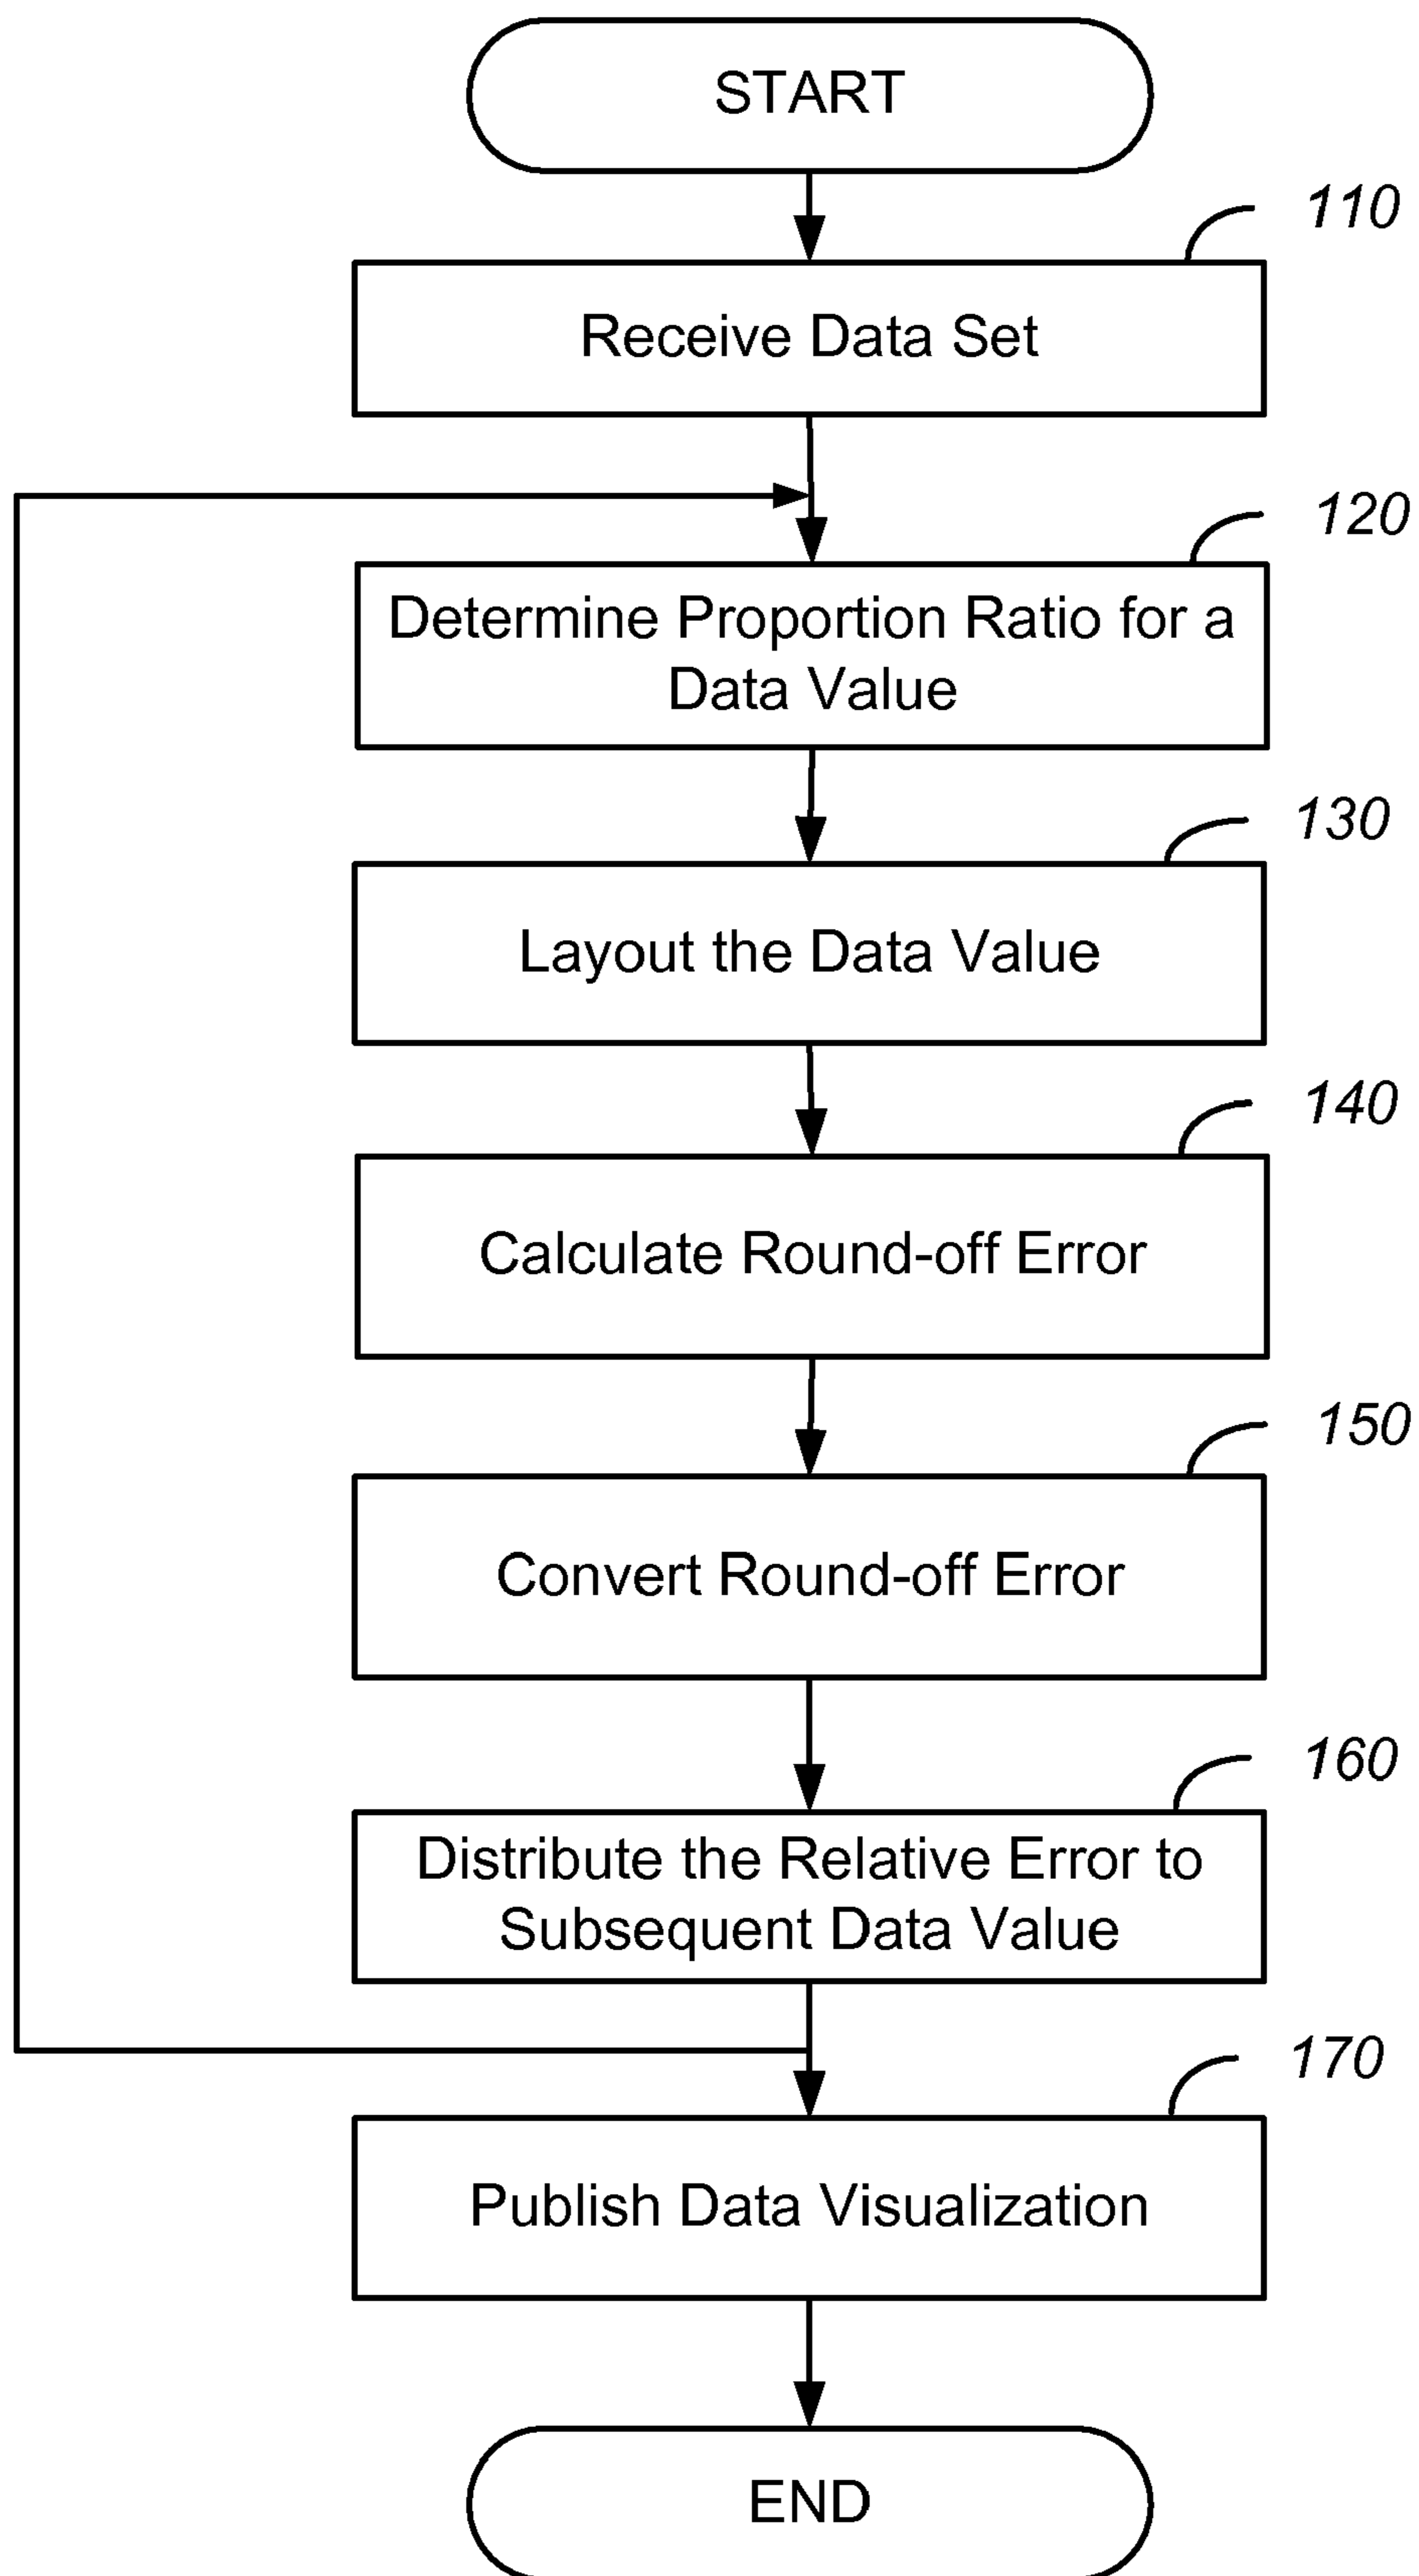 START
110
Receive Data Set
120
Determine Proportion Ratio for a
Data Value
130
Layout the Data Value
140
Calculate Round-off Error
150
Convert Round-off Error
160
Distribute the Relative Error to
Subsequent Data Value
170
Publish Data Visualization
END